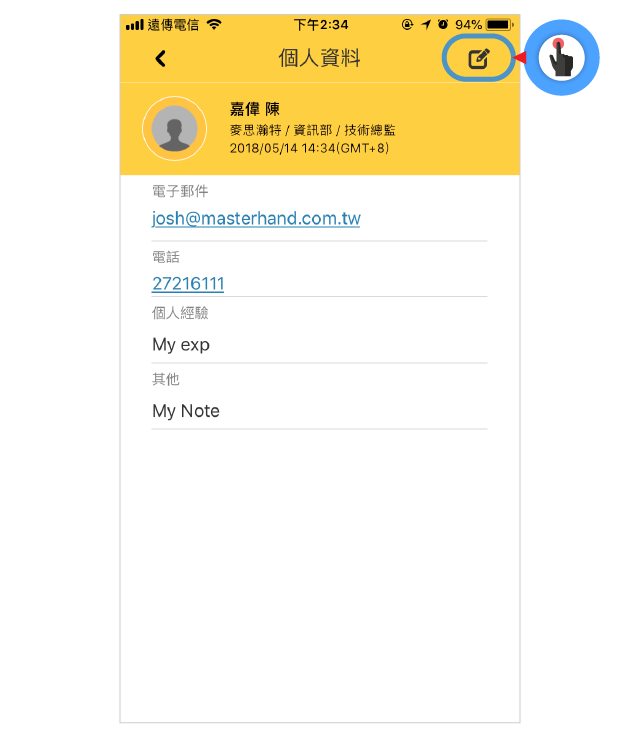 遠傳電信 下午2:34 94%
個人資料
嘉偉 陳
麥思瀚特 / 資訊部 / 技術總監
2018/05/14 14:34(GMT+8)
電子郵件
josh@masterhand.com.tw
電話
27216111
個人經驗
My exp
其他
My Note